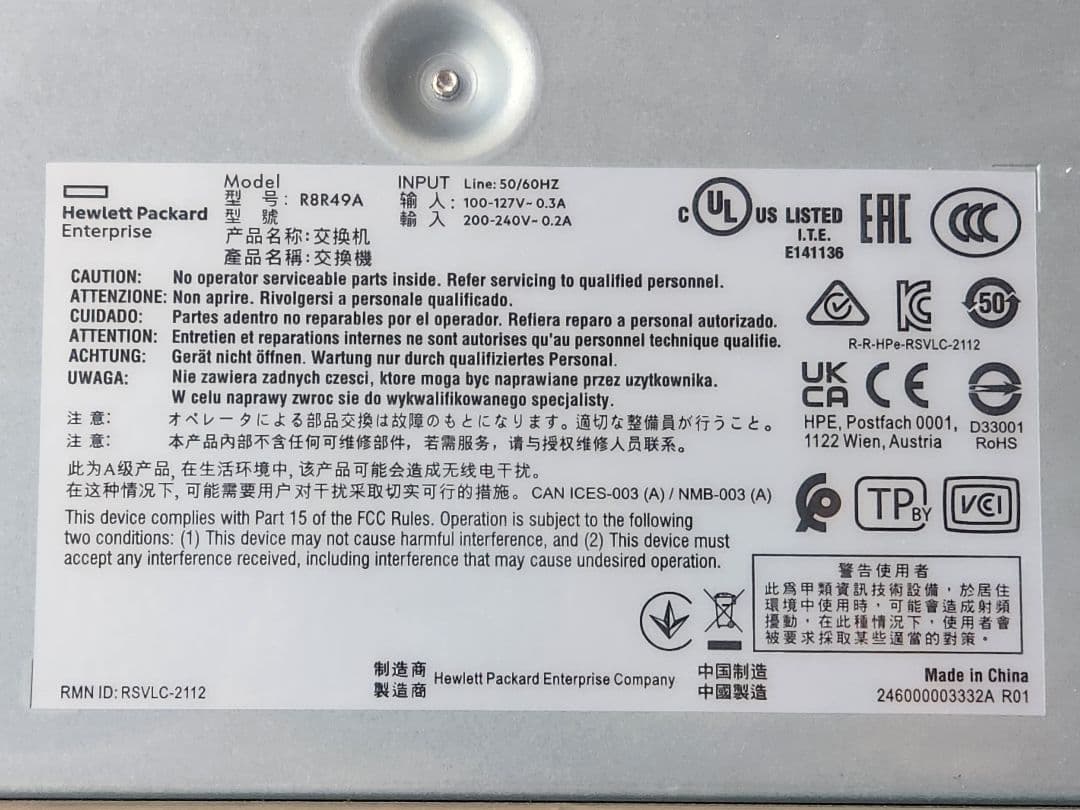 Hewlett Packard
Enterprise
Model
型 号: R8R49A
型 號
产品名称:交换机
產品名稱:交換機
INPUT Line: 50/60HZ
输 人: 100-127V~ 0.3A
輸 入 200-240V~ 0.2A
C UL US LISTED
I.T.E.
E141136
EAC
CCC
CAUTION: No operator serviceable parts inside. Refer servicing to qualified personnel.
ATTENZIONE: Non aprire. Rivolgersi a personale qualificado.
CUIDADO: Partes adentro no reparables por el operador. Refiera reparo a personal autorizado.
ATTENTION: Entretien et reparations internes ne sont autorises qu'au personnel technique qualifie.
ACHTUNG: Gerät nicht öffnen. Wartung nur durch qualifiziertes Personal.
UWAGA: Nie zawiera zadnych czesci, ktore moga byc naprawiane przez uzytkownika.
W celu naprawy zwroc sie do wykwalifikowanego specjalisty.
注 意: オペレータによる部品交換は故障のもとになります。適切な整備員が行うこと。
注 意: 本产品内部不含任何可维修部件，若需服务，请与授权维修人员联系。
此为A级产品, 在生活环境中, 该产品可能会造成无线电干扰。
在这种情况下, 可能需要用户对干扰采取切实可行的措施。 CAN ICES-003 (A) / NMB-003 (A)
This device complies with Part 15 of the FCC Rules. Operation is subject to the following
two conditions: (1) This device may not cause harmful interference, and (2) This device must
accept any interference received, including interference that may cause undesired operation.
50
R-R-HPe-RSVLC-2112
UK
CA CE
HPE, Postfach 0001,
1122 Wien, Austria
D33001
RoHS
TP BY
VCCI
警告使用者
此為甲類資訊技術設備，於居住
環境中使用時，可能會造成射頻
擾動，在此種情況下，使用者會
被要求採取某些適當的對策。
RMN ID: RSVLC-2112
制造商
製造商 Hewlett Packard Enterprise Company
中国制造
中國製造
Made in China
246000003332A R01